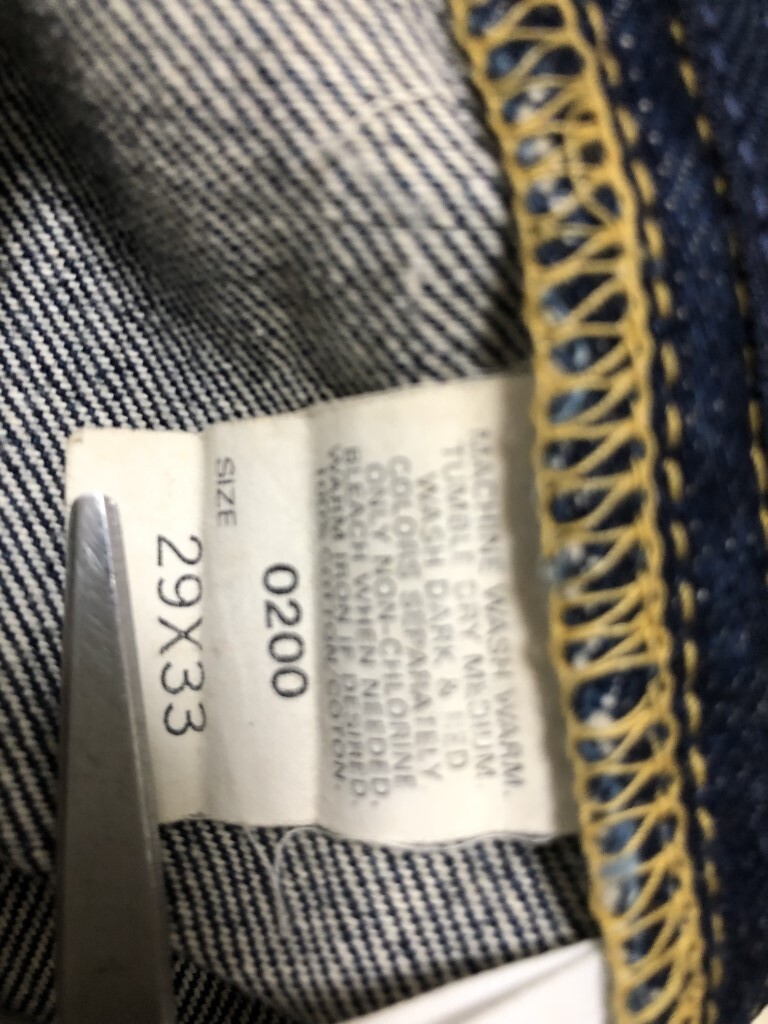 MACHINE WASH WARM.
TUMBLE DRY MEDIUM
WASH DARK & RED
COLORS SEPARATELY
ONLY NON-CHLORINE
BLEACH WHEN NEEDED.
WARM IRON IF DESIRED.
100% COTTON
0200
SIZE
29X33